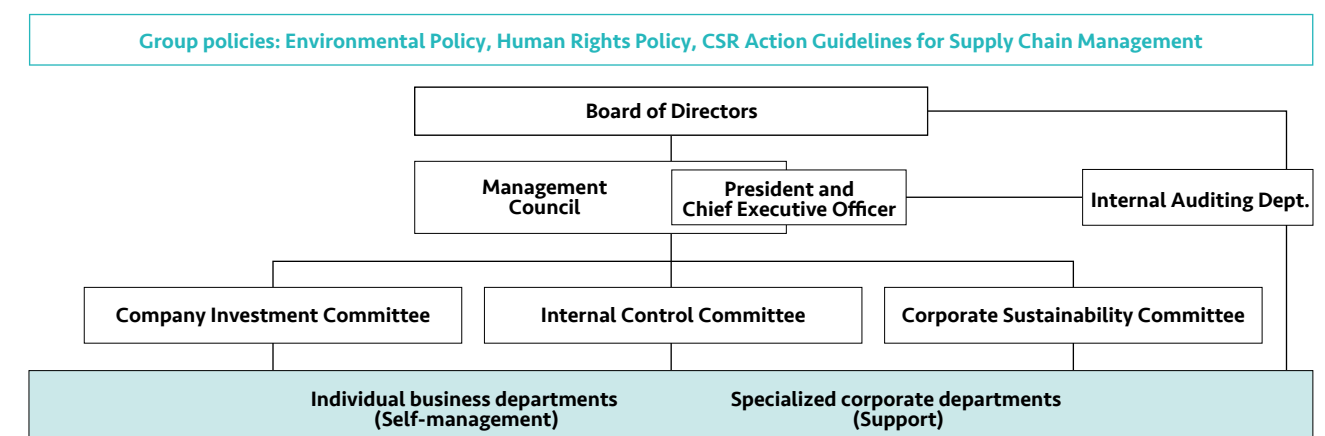 Group policies: Environmental Policy, Human Rights Policy, CSR Action Guidelines for Supply Chain Management
Board of Directors
Management
Council
President and
Chief Executive Officer
Internal Auditing Dept.
Company Investment Committee
Internal Control Committee
Corporate Sustainability Committee
Individual business departments
(Self-management)
Specialized corporate departments
(Support)